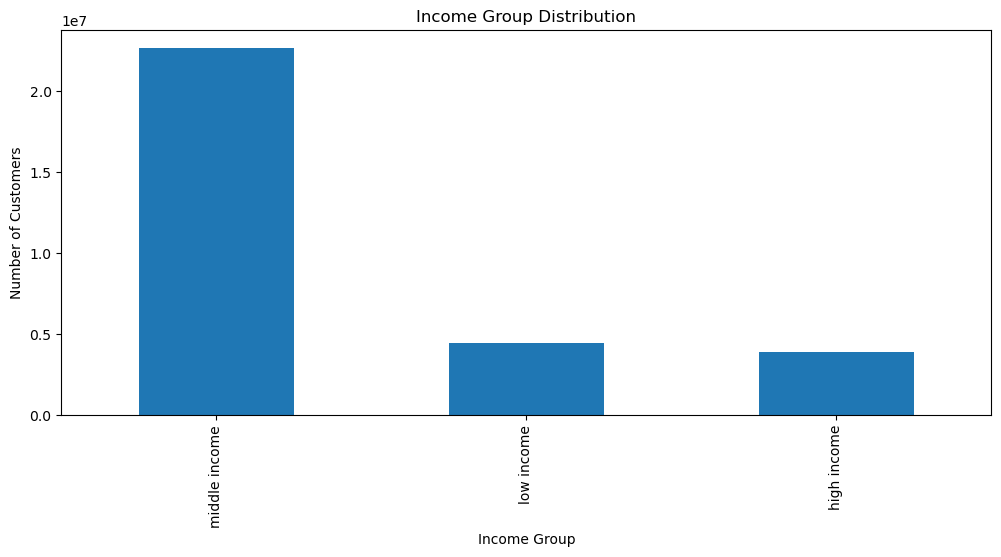 Income Group Distribution
1e7
2.0
1.5
1.0
0.5
0.0
Number of Customers
middle income
low income
high income
Income Group